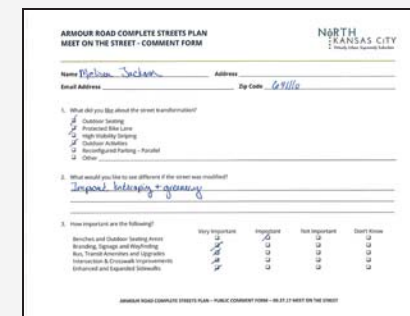 ARMOUR ROAD COMPLETE STREETS PLAN
MEET ON THE STREET - COMMENT FORM
NORTH
KANSAS CITY
Virtually Urban. Supremely Suburban.
Name Melissa Jackson Address
Email Address Zip Code 64116
1. What did you like about the street transformation?
Outdoor Seating
Protected Bike Lane
High Visibility Striping
Outdoor Activities
Reconfigured Parking – Parallel
Other
2. What would you like to see different if the street was modified?
+ greenery
3. How important are the following?
Very Important Important Not Important Don't Know
Benches and Outdoor Seating Areas
Branding, Signage and Wayfinding
Bus, Transit Amenities and Upgrades
Intersection & Crosswalk Improvements
Enhanced and Expanded Sidewalks
ARMOUR ROAD COMPLETE STREETS PLAN – PUBLIC COMMENT FORM – 09.27.17 MEET ON THE STREET